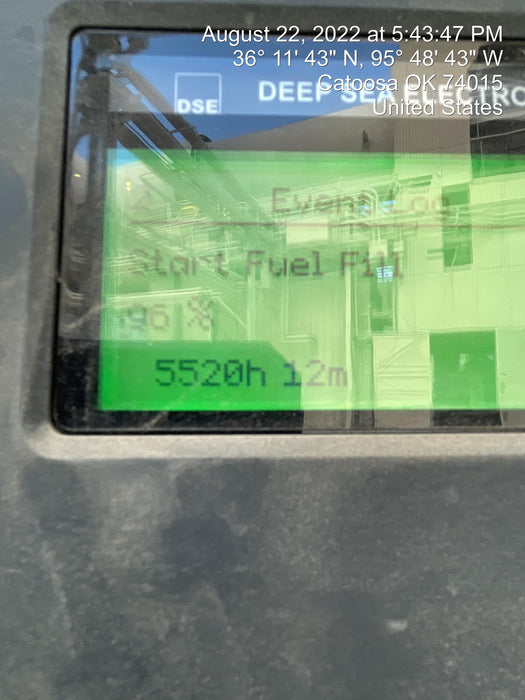 August 22, 2022 at 5:43:47 PM
36° 11' 43" N, 95° 48' 43" W
Catoosa OK 74015
United States
DSE
DEEP SEA ELECTRO
Event Log
Start Fuel Fill
96 %
5520h 12m